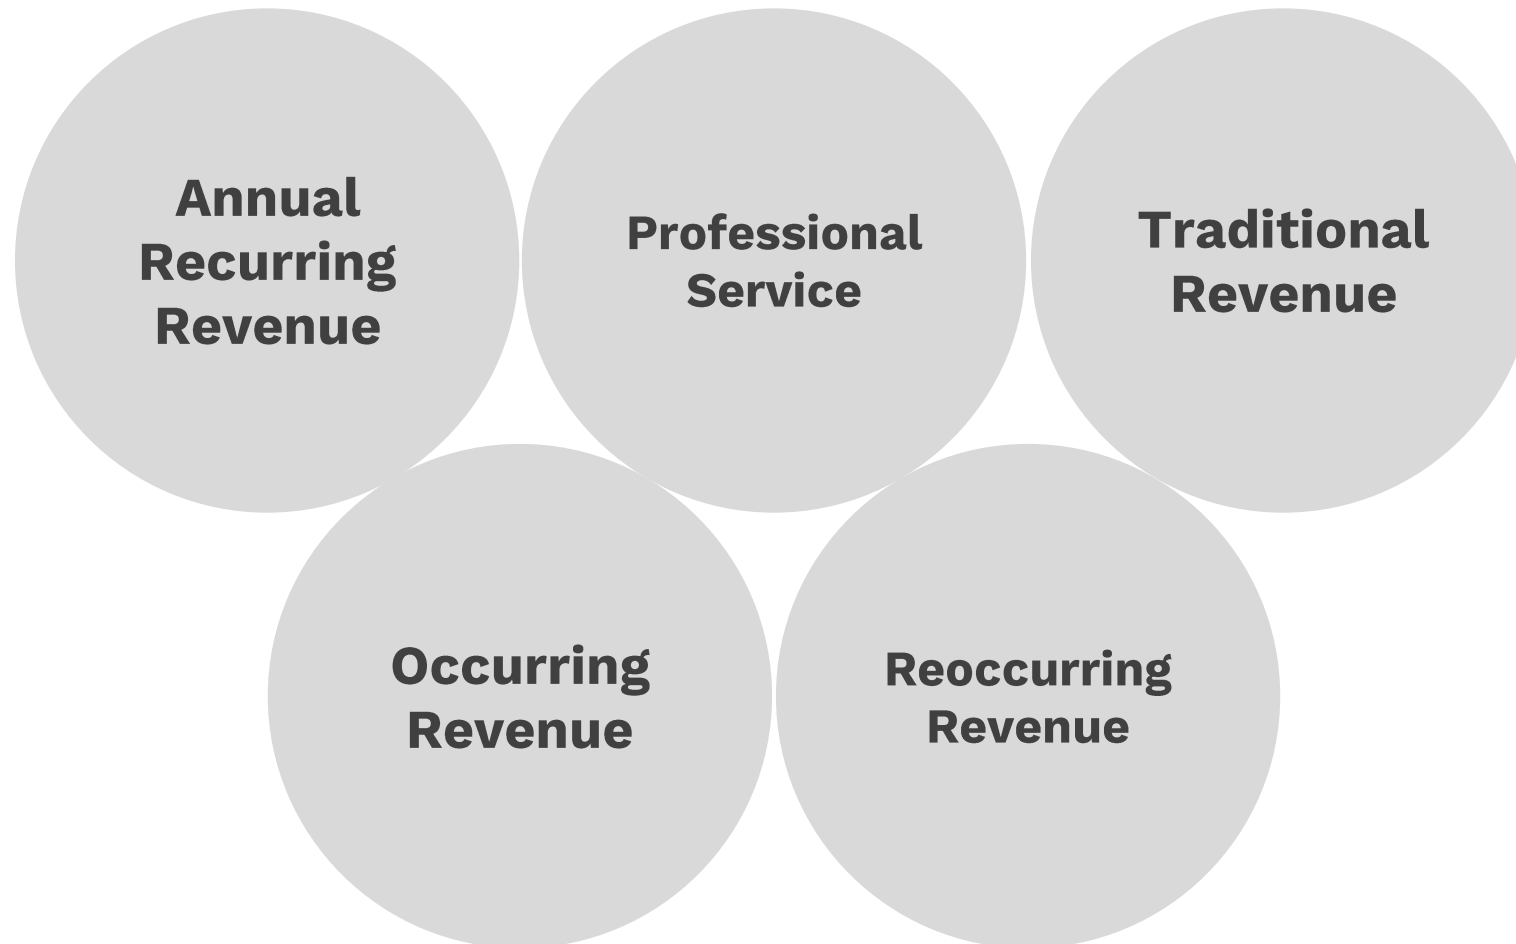 Annual
Recurring
Revenue
Professional
Service
Traditional
Revenue
Occurring
Revenue
Reoccurring
Revenue